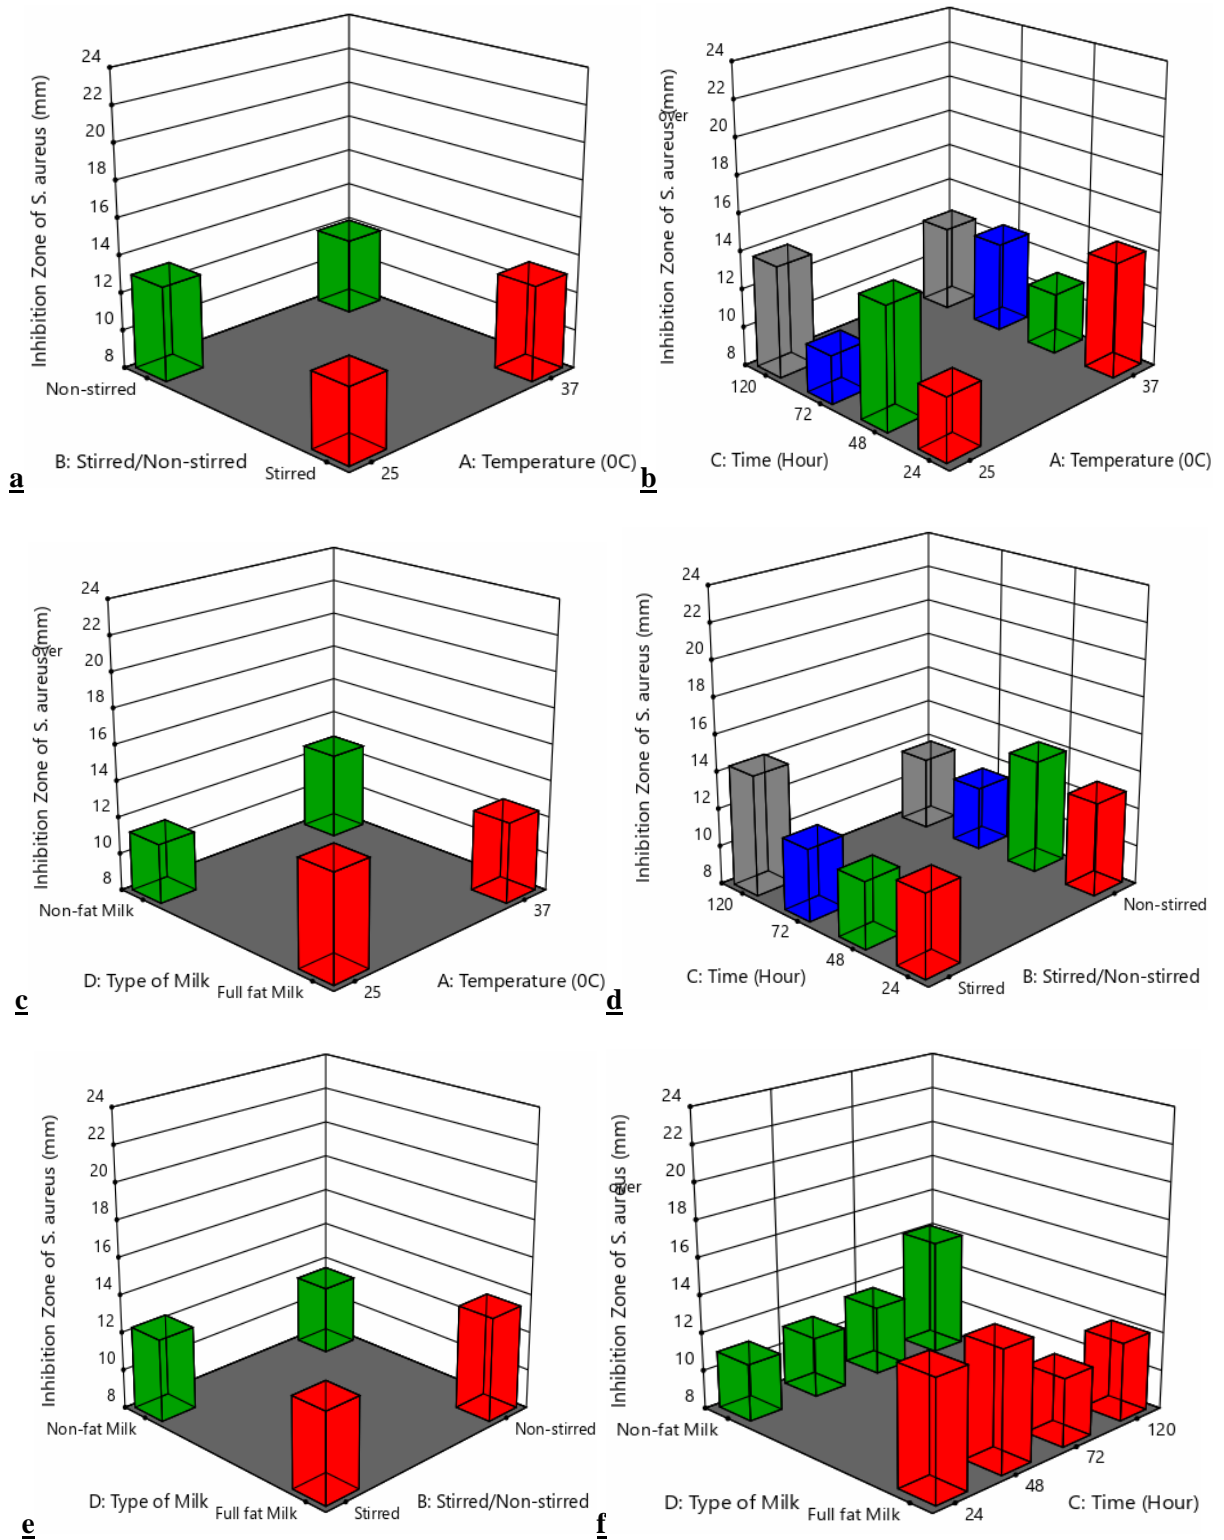 24
22
20
18
16
14
12
10
8
Inhibition Zone of S. aureus (mm)
Non-stirred
37
B: Stirred/Non-stirred
A: Temperature (0C)
Stirred
25
a
24
22
20
18
16
14
12
10
8
Inhibition Zone of S. aureus (mm)
over
120
72
48
24
37
25
C: Time (Hour)
A: Temperature (0C)
b
24
22
20
18
16
14
12
10
8
Inhibition Zone of S. aureus (mm)
over
Non-fat Milk
37
D: Type of Milk
A: Temperature (0C)
Full fat Milk
25
c
24
22
20
18
16
14
12
10
8
Inhibition Zone of S. aureus (mm)
120
72
48
24
Non-stirred
C: Time (Hour)
B: Stirred/Non-stirred
Stirred
d
24
22
20
18
16
14
12
10
8
Inhibition Zone of S. aureus (mm)
Non-fat Milk
Non-stirred
D: Type of Milk
B: Stirred/Non-stirred
Full fat Milk
Stirred
e
24
22
20
18
16
14
12
10
8
Inhibition Zone of S. aureus (mm)
over
Non-fat Milk
120
72
48
24
D: Type of Milk
C: Time (Hour)
Full fat Milk
f